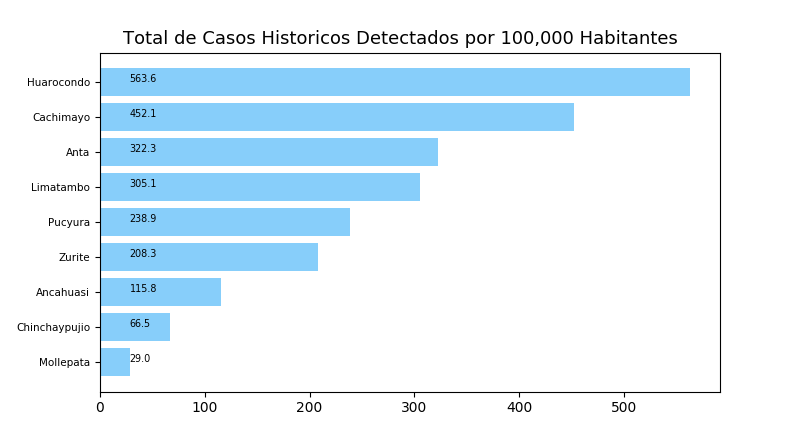 Total de Casos Historicos Detectados por 100,000 Habitantes
Huarocondo 563.6
Cachimayo 452.1
Anta 322.3
Limatambo 305.1
Pucyura 238.9
Zurite 208.3
Ancahuasi 115.8
Chinchaypujio 66.5
Mollepata 29.0
0 100 200 300 400 500